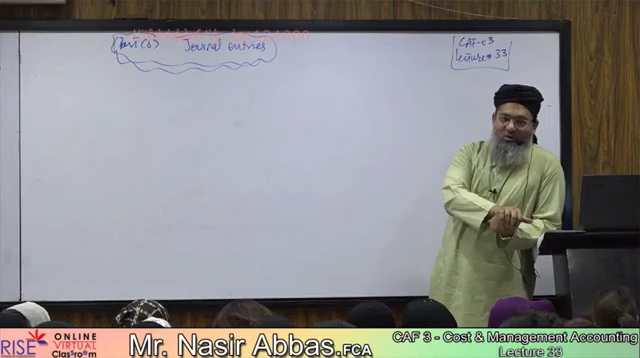 Part (c) Journal entries
CAF-03
Lecture # 33
RISE
ONLINE
VIRTUAL
Classroom
Mr. Nasir Abbas.FCA
CAF 3 - Cost & Management Accounting
Lecture 33